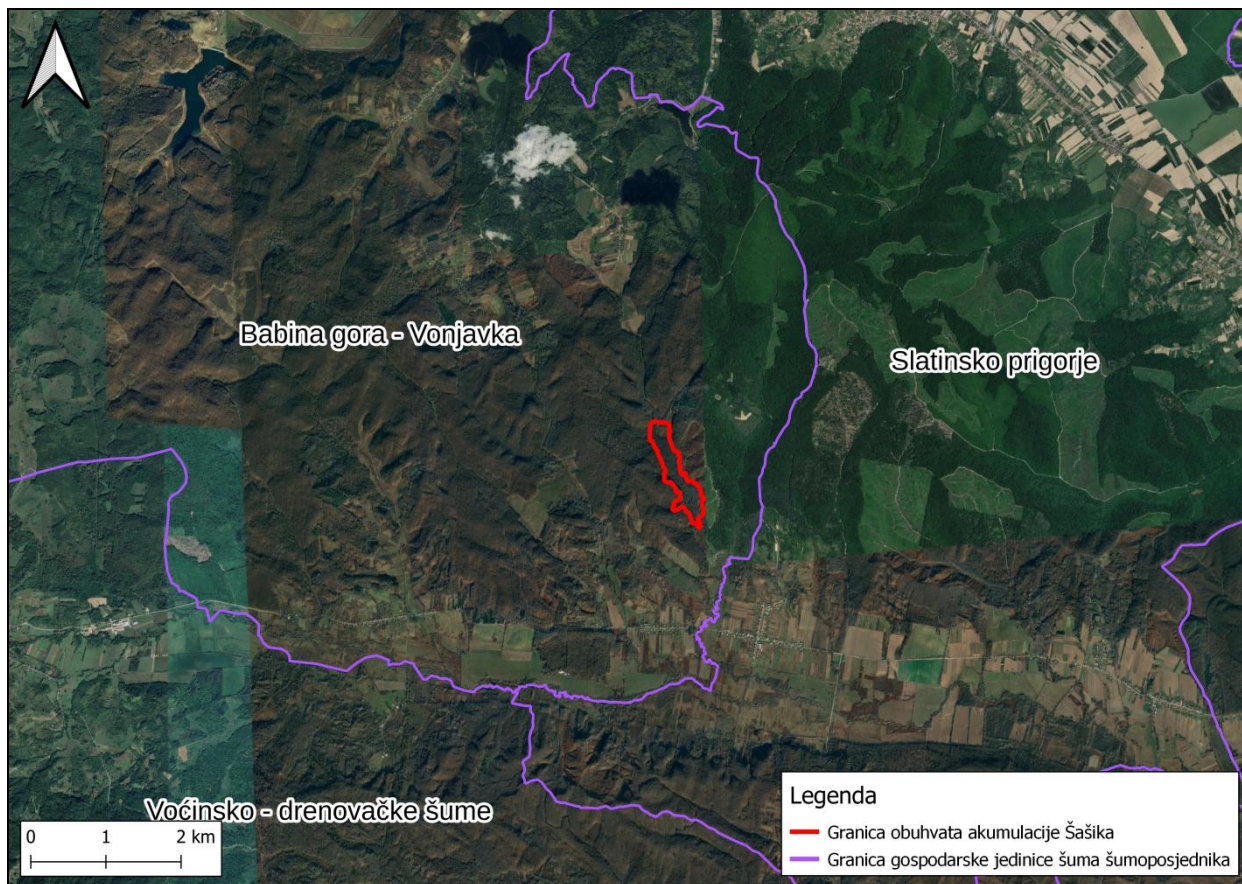 Babina gora - Vonjavka
Slatinsko prigorje
Voćinsko - drenovačke šume
0 1 2 km
Legenda
Granica obuhvata akumulacije Šašika
Granica gospodarske jedinice šuma šumoposjednika